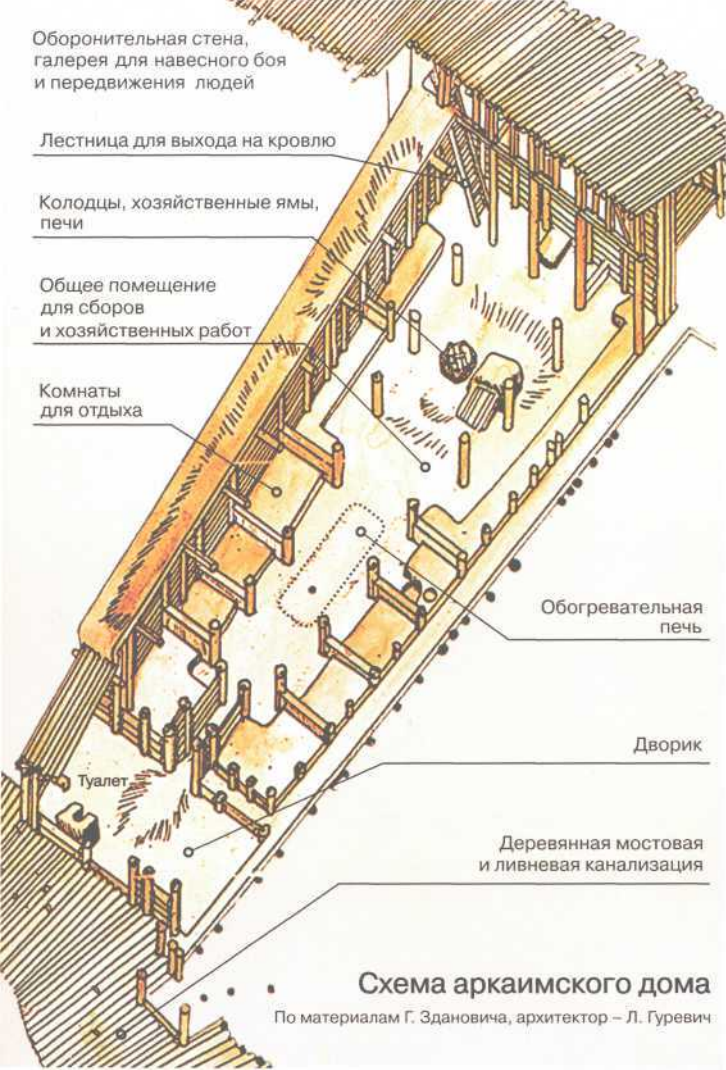 Оборонительная стена,
галерея для навесного боя
и передвижения людей
Лестница для выхода на кровлю
Колодцы, хозяйственные ямы,
печи
Общее помещение
для сборов
и хозяйственных работ
Комнаты
для отдыха
Обогревательная
печь
Дворик
Туалет
Деревянная мостовая
и ливневая канализация
Схема аркаимского дома
По материалам Г. Здановича, архитектор – Л. Гуревич